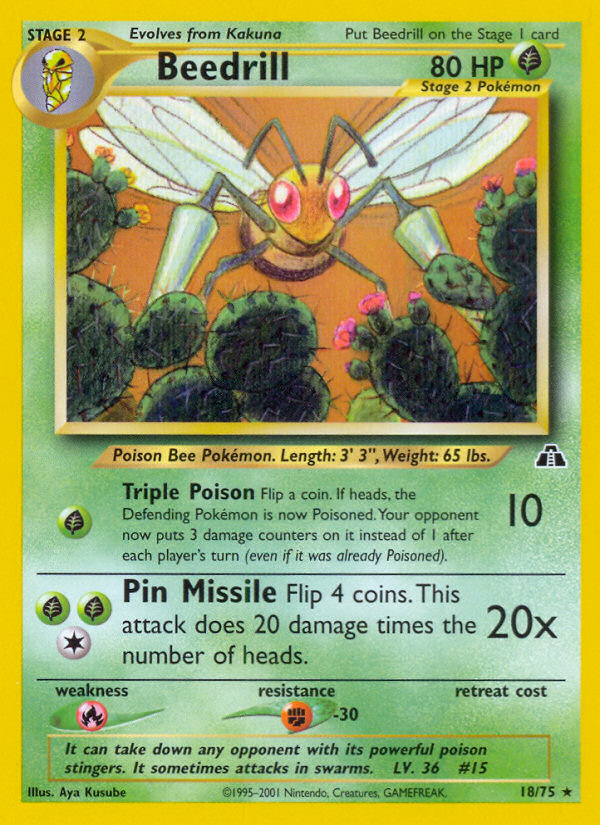 STAGE 2 Evolves from Kakuna Put Beedrill on the Stage 1 card
Beedrill 80 HP
Stage 2 Pokémon
Poison Bee Pokémon. Length: 3' 3", Weight: 65 lbs.
Triple Poison Flip a coin. If heads, the
Defending Pokémon is now Poisoned. Your opponent
now puts 3 damage counters on it instead of 1 after
each player's turn (even if it was already Poisoned).
10
Pin Missile Flip 4 coins. This
attack does 20 damage times the
number of heads.
20x
weakness resistance retreat cost
-30
It can take down any opponent with its powerful poison
stingers. It sometimes attacks in swarms. LV. 36 #15
Illus. Aya Kusube ©1995-2001 Nintendo, Creatures, GAMEFREAK. 18/75 ★